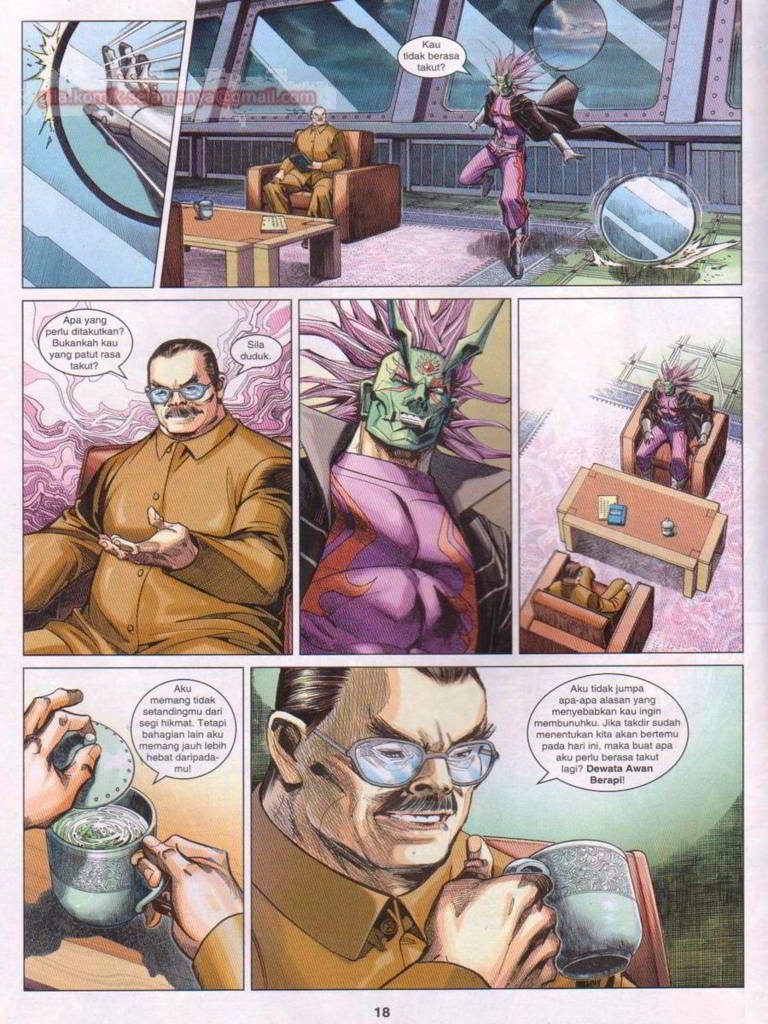 Kau
tidak berasa
takut?
Apa yang
perlu ditakutkan?
Bukankah kau
yang patut rasa
takut?
Sila
duduk.
Aku
memang tidak
setandingmu dari
segi hikmat. Tetapi
bahagian lain aku
memang jauh lebih
hebat daripada-
mu!
Aku tidak jumpa
apa-apa alasan yang
menyebabkan kau ingin
membunuhku. Jika takdir sudah
menentukan kita akan bertemu
pada hari ini, maka buat apa
aku perlu berasa takut
lagi? Dewata Awan
Berapi!
18